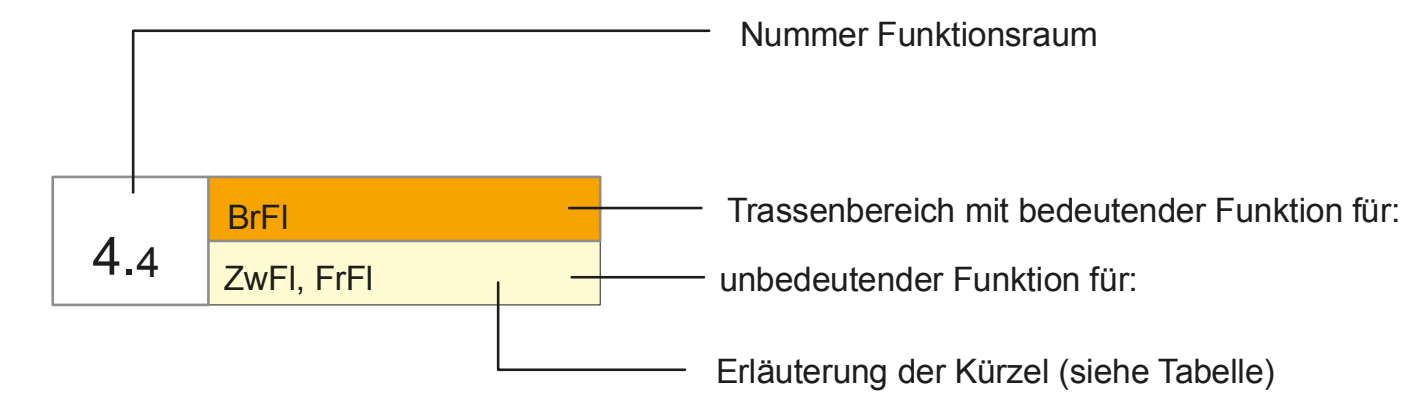 Nummer Funktionsraum
4.4
BrFl
Trassenbereich mit bedeutender Funktion für:
ZwFl, FrFl
unbedeutender Funktion für:
Erläuterung der Kürzel (siehe Tabelle)